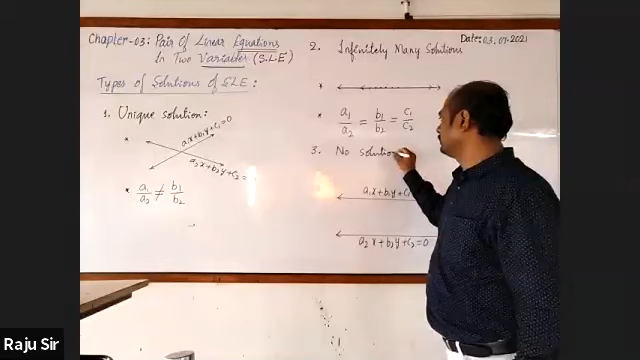 Chapter-03: Pair Of Linear Equations
In Two Variables (S.L.E)
Types of Solutions of SLE:
1. Unique solution:
* a₁x+b₁y+c₁=0
a₂x+b₂y+c₂=
* a₁/a₂ ≠ b₁/b₂
Date: 03.07.2021
2. Infinitely Many Solutions
*
* a₁/a₂ = b₁/b₂ = c₁/c₂
3. No solution
a₁x+b₁y+c₁
a₂x+b₂y+c₂=0
Raju Sir